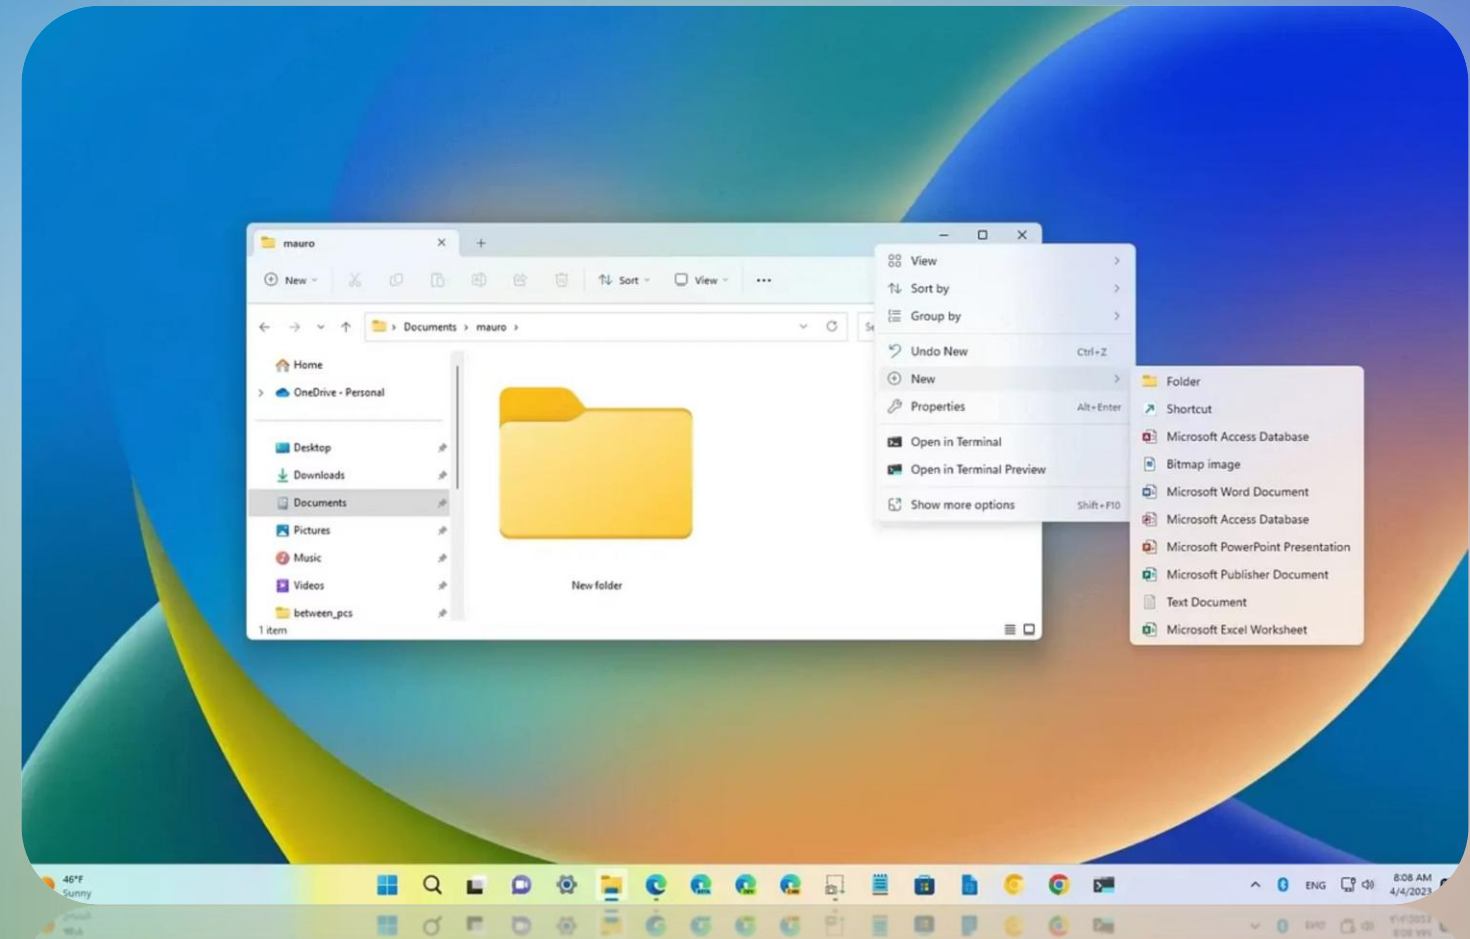 mauro
New
Sort
View
Documents
mauro
Home
OneDrive - Personal
Desktop
Downloads
Documents
Pictures
Music
Videos
between_pcs
1 item
New folder
View
Sort by
Group by
Undo New Ctrl+Z
New
Properties Alt+Enter
Open in Terminal
Open in Terminal Preview
Show more options Shift+F10
Folder
Shortcut
Microsoft Access Database
Bitmap image
Microsoft Word Document
Microsoft Access Database
Microsoft PowerPoint Presentation
Microsoft Publisher Document
Text Document
Microsoft Excel Worksheet
46°F
Sunny
ENG
8:08 AM
4/4/2023